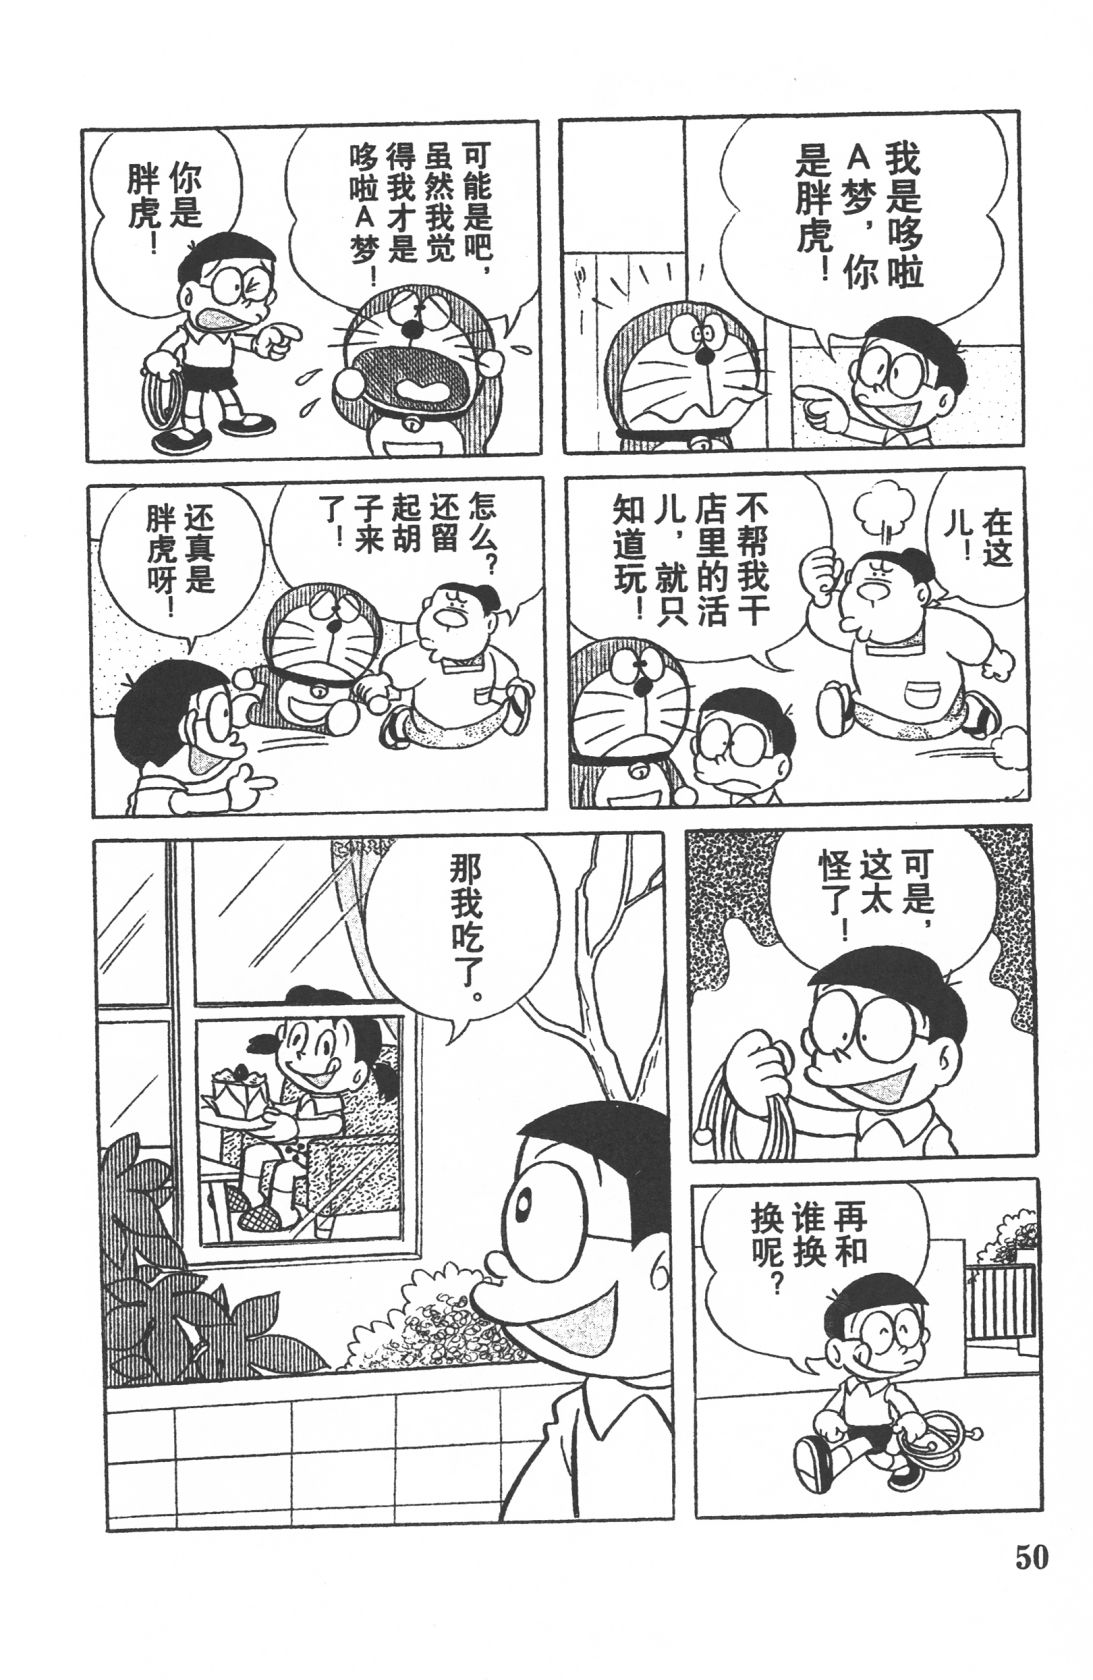 我是哆啦
A梦，你
是胖虎！
可能是吧，
虽然我觉
得我才是
哆啦A梦！
你是
胖虎！
在这
儿！
不帮我干
店里的活
儿，就只
知道玩！
怎么？
还留
起胡
子来
了！
还真是
胖虎呀！
可是，
这太
怪了！
再和
谁换
换呢？
那我吃了。
50